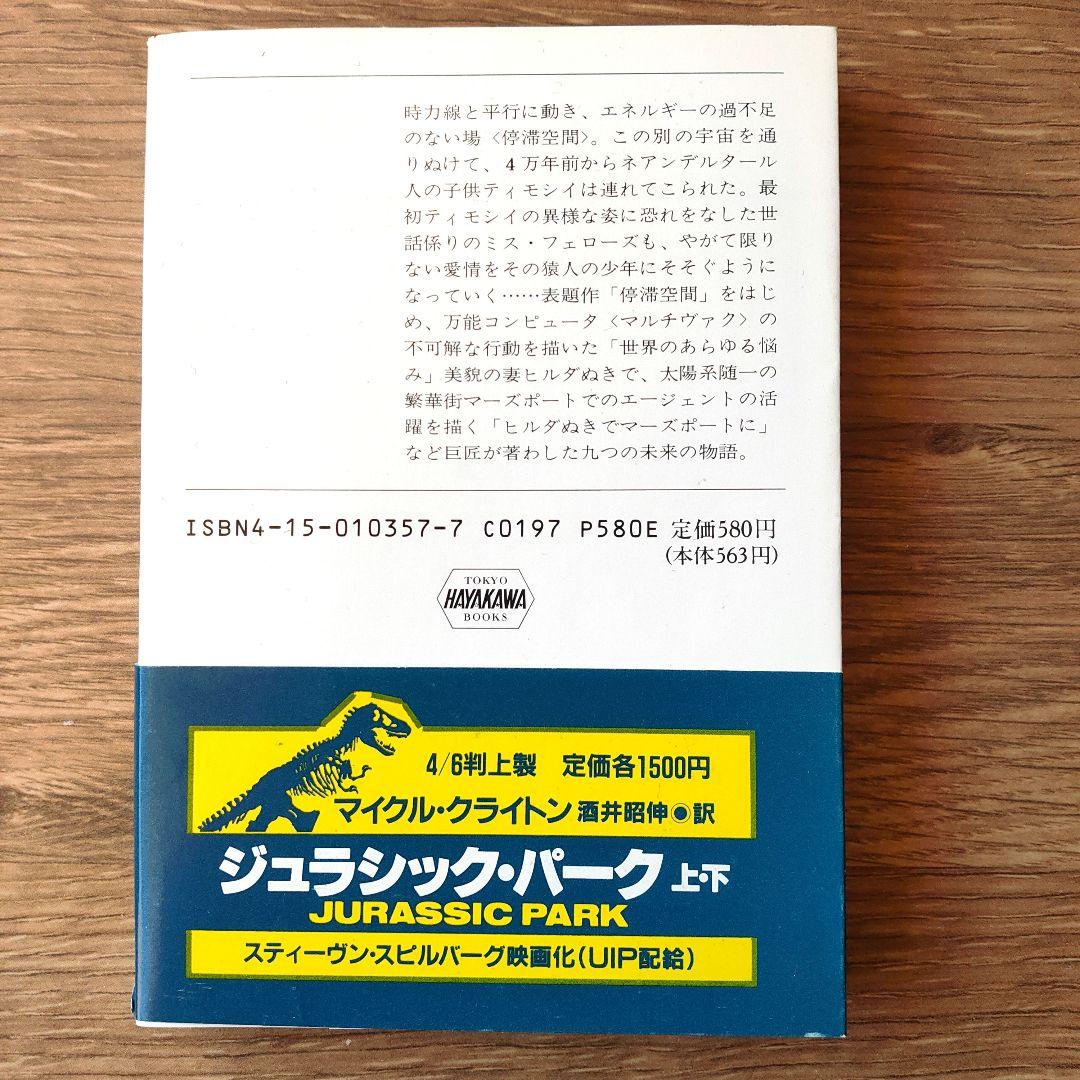 時力線と平行に動き、エネルギーの過不足
のない場〈停滞空間〉。この別の宇宙を通
りぬけて、4万年前からネアンデルタール
人の子供ティモシイは連れてこられた。最
初ティモシイの異様な姿に恐れをなした世
話係りのミス・フェローズも、やがて限り
ない愛情をその猿人の少年にそそぐように
なっていく……表題作「停滞空間」をはじ
め、万能コンピュータ〈マルチヴァク〉の
不可解な行動を描いた「世界のあらゆる悩
み」美貌の妻ヒルダぬきで、太陽系随一の
繁華街マーズポートでのエージェントの活
躍を描く「ヒルダぬきでマーズポートに」
など巨匠が著わした九つの未来の物語。
ISBN4-15-010357-7 C0197 P580E 定価580円
(本体563円)
TOKYO
HAYAKAWA
BOOKS
4/6判上製 定価各1500円
マイクル・クライトン 酒井昭伸◉訳
ジュラシック・パーク 上・下
JURASSIC PARK
スティーヴン・スピルバーグ映画化(UIP配給)